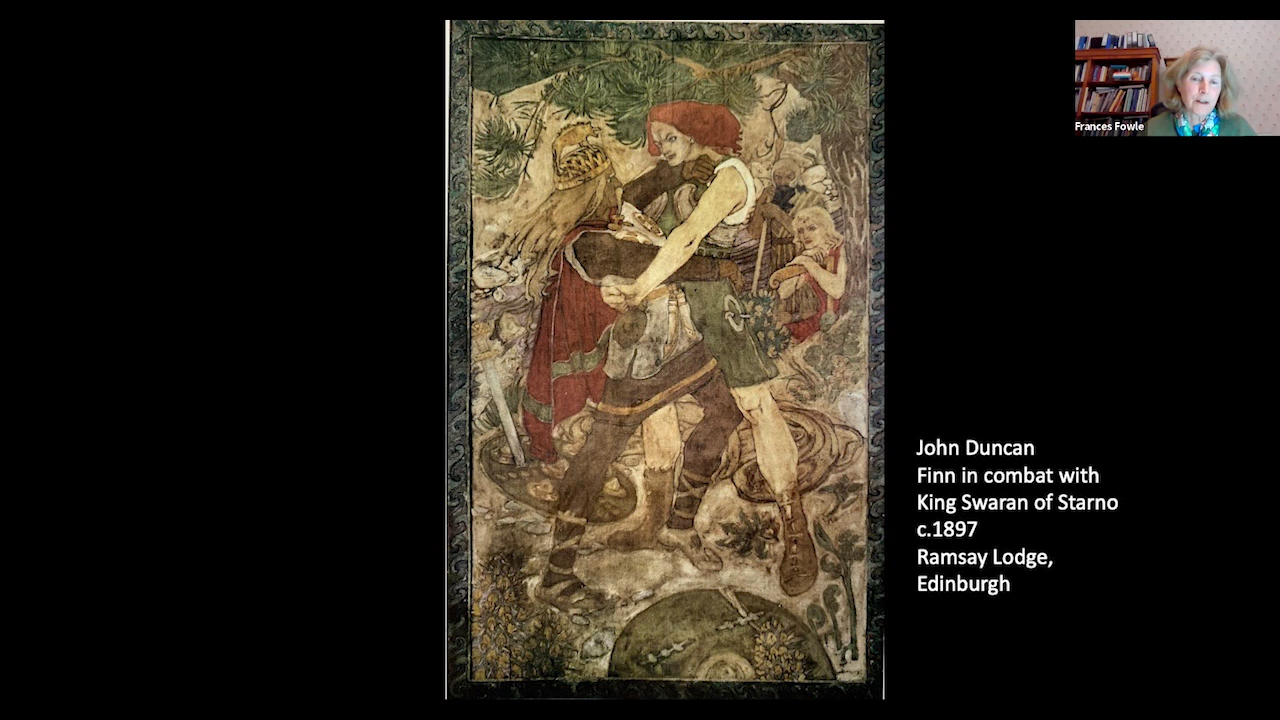 Frances Fowle
John Duncan
Finn in combat with
King Swaran of Starno
c.1897
Ramsay Lodge,
Edinburgh